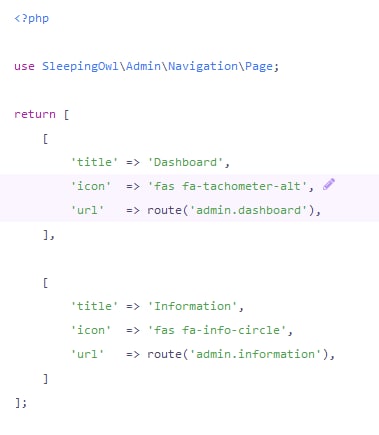 <?php
use SleepingOwl\Admin\Navigation\Page;
return [
    [
        'title' => 'Dashboard',
        'icon'  => 'fas fa-tachometer-alt',
        'url'   => route('admin.dashboard'),
    ],
    [
        'title' => 'Information',
        'icon'  => 'fas fa-info-circle',
        'url'   => route('admin.information'),
    ]
];